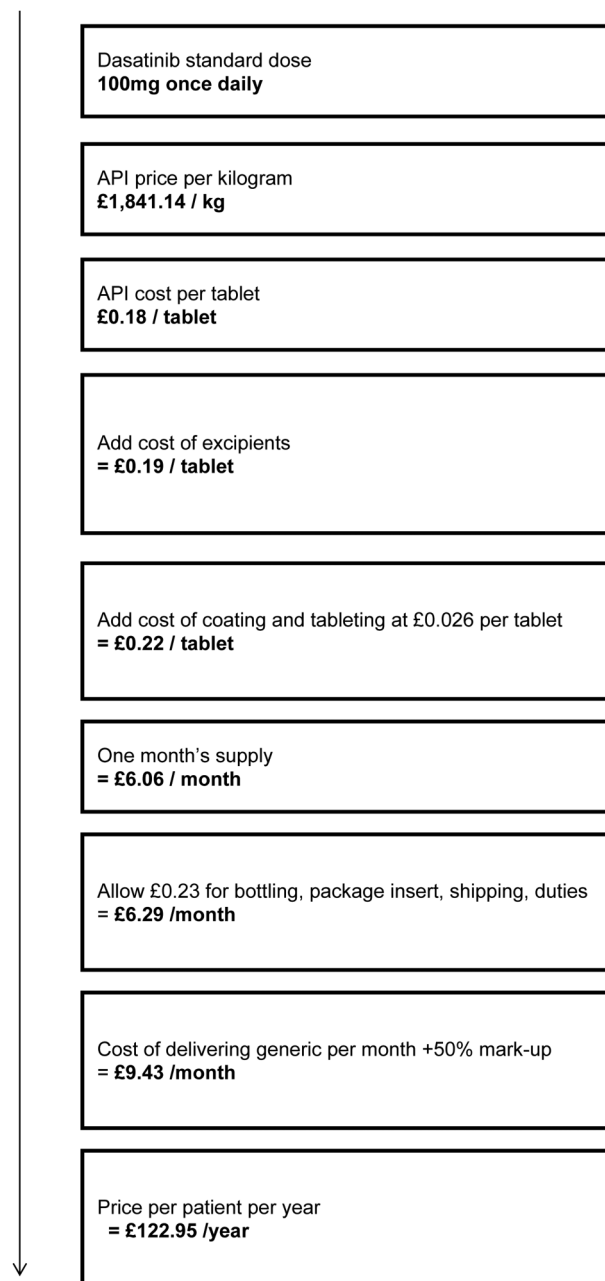 Dasatinib standard dose
100mg once daily
API price per kilogram
£1,841.14 / kg
API cost per tablet
£0.18 / tablet
Add cost of excipients
= £0.19 / tablet
Add cost of coating and tableting at £0.026 per tablet
= £0.22 / tablet
One month’s supply
= £6.06 / month
Allow £0.23 for bottling, package insert, shipping, duties
= £6.29 /month
Cost of delivering generic per month +50% mark-up
= £9.43 /month
Price per patient per year
= £122.95 /year